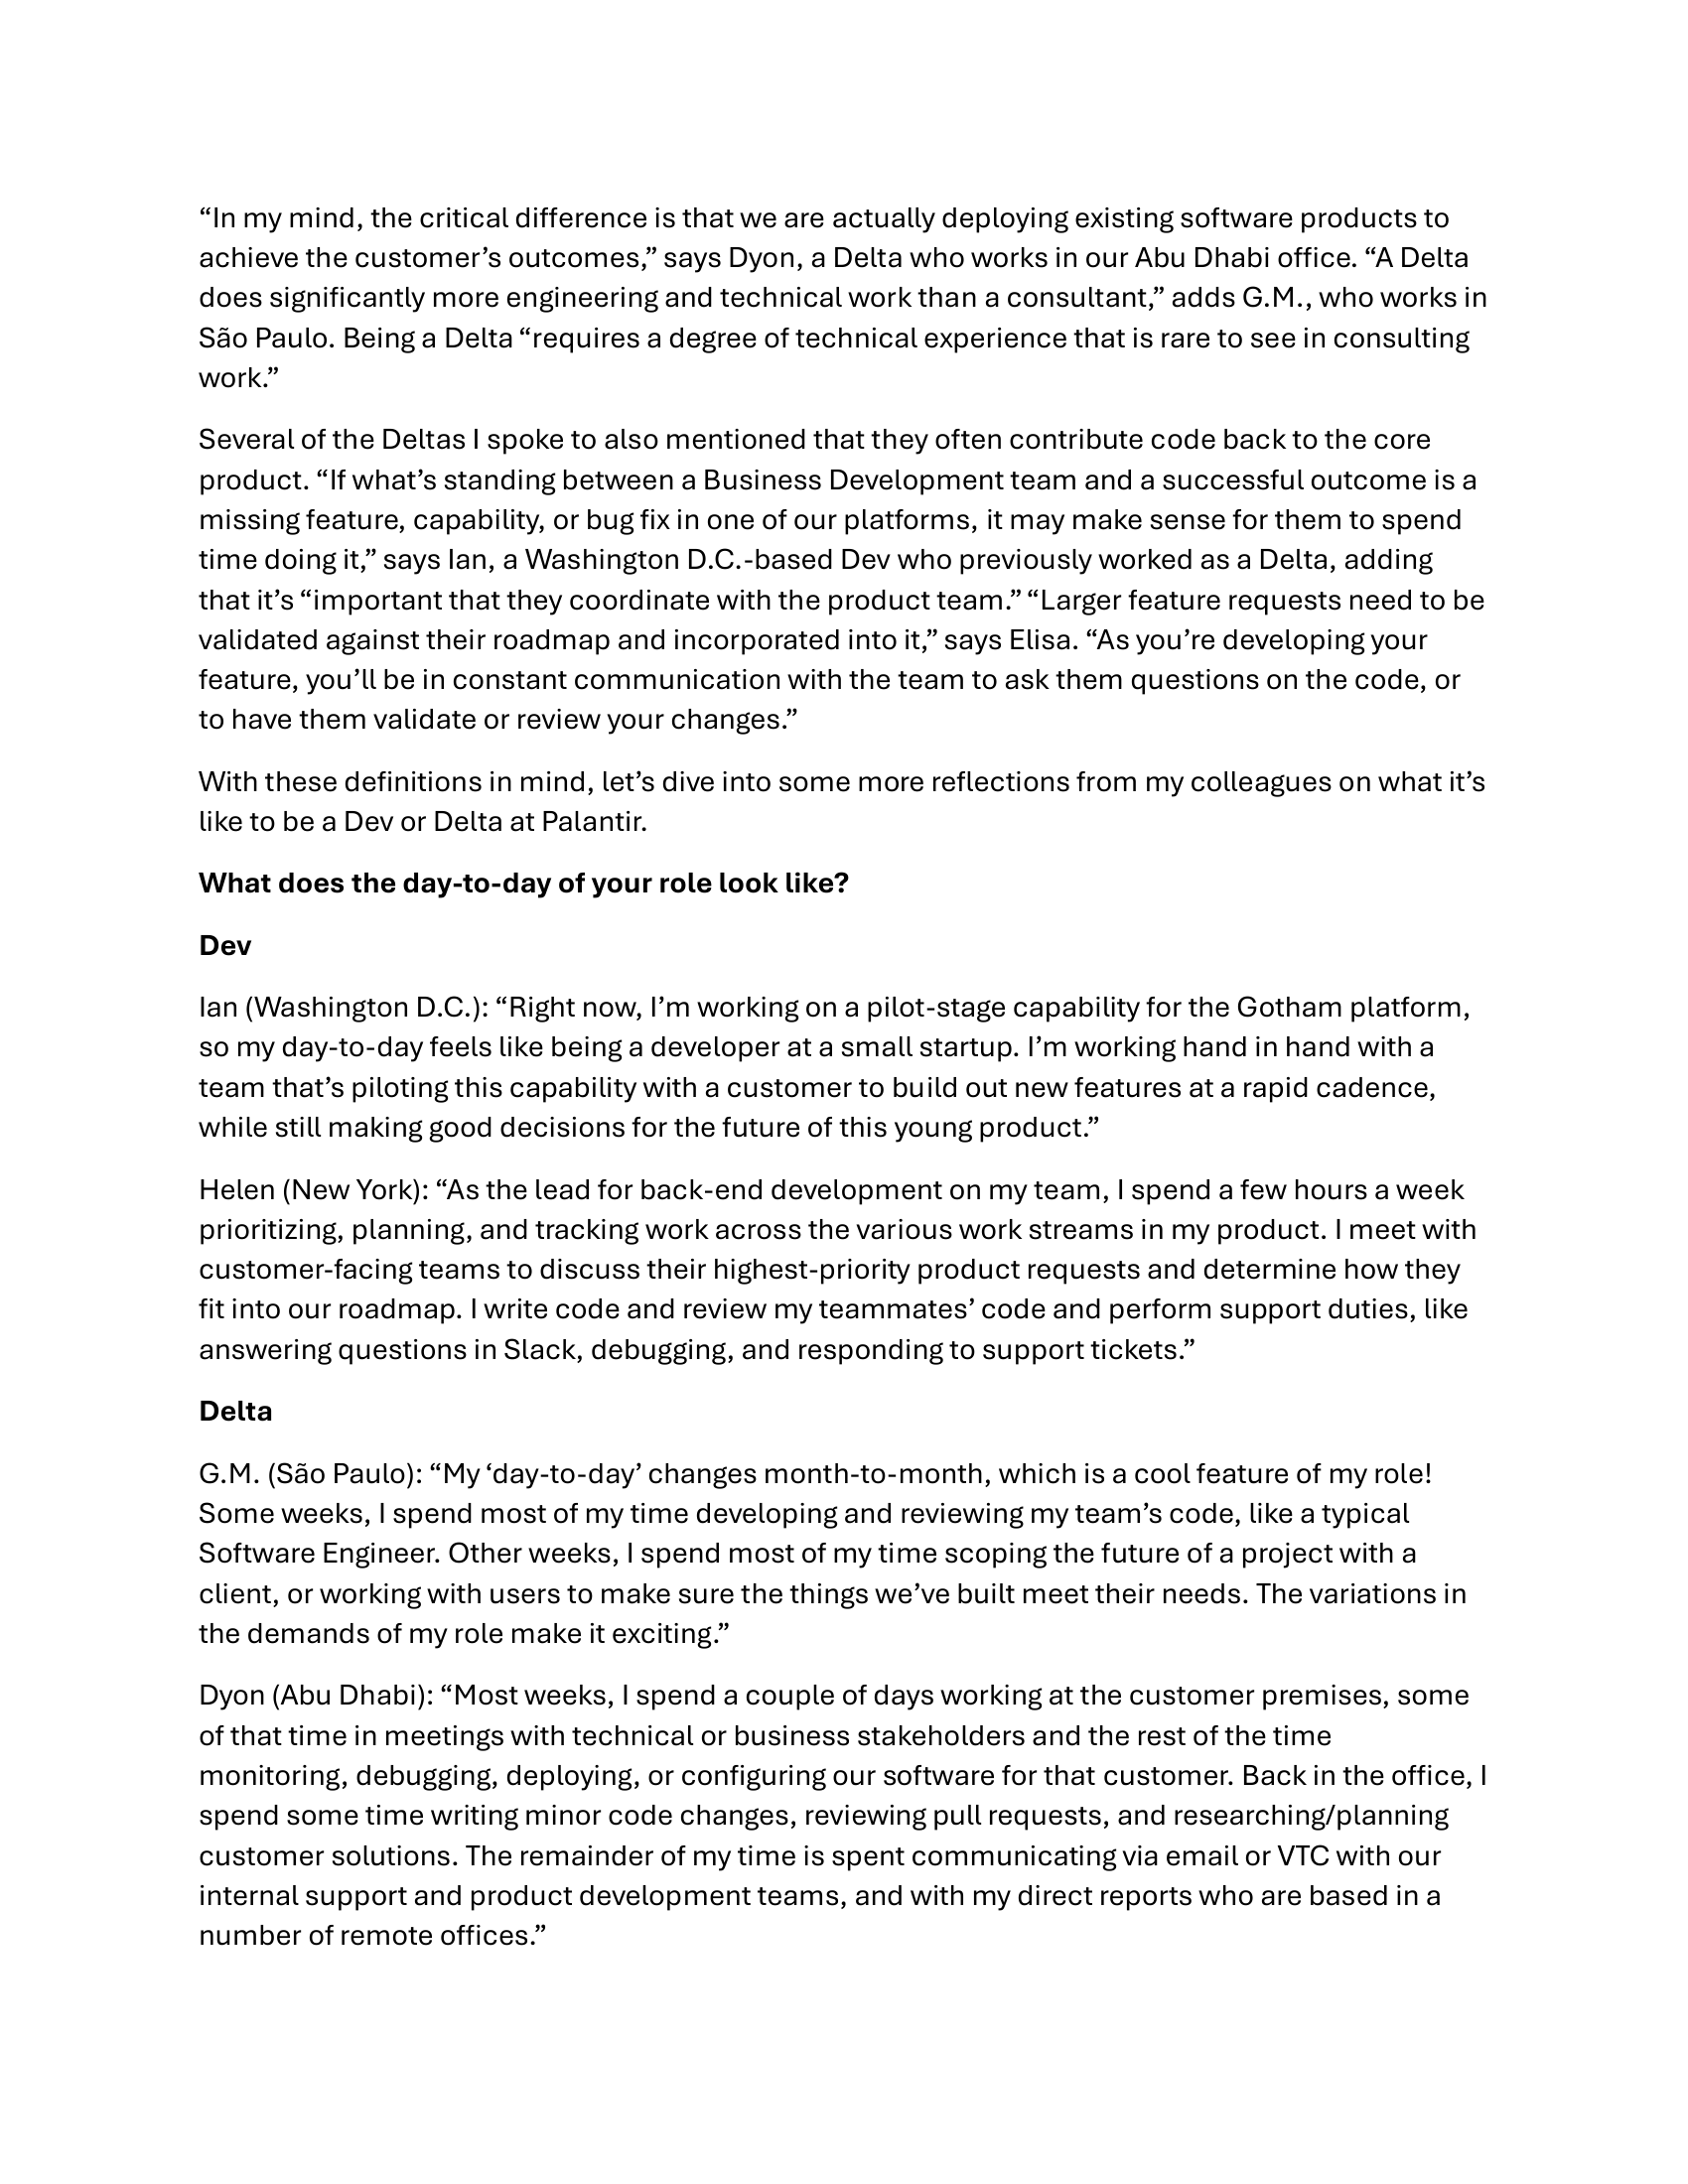 “In my mind, the critical difference is that we are actually deploying existing software products to
achieve the customer’s outcomes,” says Dyon, a Delta who works in our Abu Dhabi office. “A Delta
does significantly more engineering and technical work than a consultant,” adds G.M., who works in
São Paulo. Being a Delta “requires a degree of technical experience that is rare to see in consulting
work.”
Several of the Deltas I spoke to also mentioned that they often contribute code back to the core
product. “If what’s standing between a Business Development team and a successful outcome is a
missing feature, capability, or bug fix in one of our platforms, it may make sense for them to spend
time doing it,” says Ian, a Washington D.C.-based Dev who previously worked as a Delta, adding
that it’s “important that they coordinate with the product team.” “Larger feature requests need to be
validated against their roadmap and incorporated into it,” says Elisa. “As you’re developing your
feature, you’ll be in constant communication with the team to ask them questions on the code, or
to have them validate or review your changes.”
With these definitions in mind, let’s dive into some more reflections from my colleagues on what it’s
like to be a Dev or Delta at Palantir.
What does the day-to-day of your role look like?
Dev
Ian (Washington D.C.): “Right now, I’m working on a pilot-stage capability for the Gotham platform,
so my day-to-day feels like being a developer at a small startup. I’m working hand in hand with a
team that’s piloting this capability with a customer to build out new features at a rapid cadence,
while still making good decisions for the future of this young product.”
Helen (New York): “As the lead for back-end development on my team, I spend a few hours a week
prioritizing, planning, and tracking work across the various work streams in my product. I meet with
customer-facing teams to discuss their highest-priority product requests and determine how they
fit into our roadmap. I write code and review my teammates’ code and perform support duties, like
answering questions in Slack, debugging, and responding to support tickets.”
Delta
G.M. (São Paulo): “My ‘day-to-day’ changes month-to-month, which is a cool feature of my role!
Some weeks, I spend most of my time developing and reviewing my team’s code, like a typical
Software Engineer. Other weeks, I spend most of my time scoping the future of a project with a
client, or working with users to make sure the things we’ve built meet their needs. The variations in
the demands of my role make it exciting.”
Dyon (Abu Dhabi): “Most weeks, I spend a couple of days working at the customer premises, some
of that time in meetings with technical or business stakeholders and the rest of the time
monitoring, debugging, deploying, or configuring our software for that customer. Back in the office, I
spend some time writing minor code changes, reviewing pull requests, and researching/planning
customer solutions. The remainder of my time is spent communicating via email or VTC with our
internal support and product development teams, and with my direct reports who are based in a
number of remote offices.”